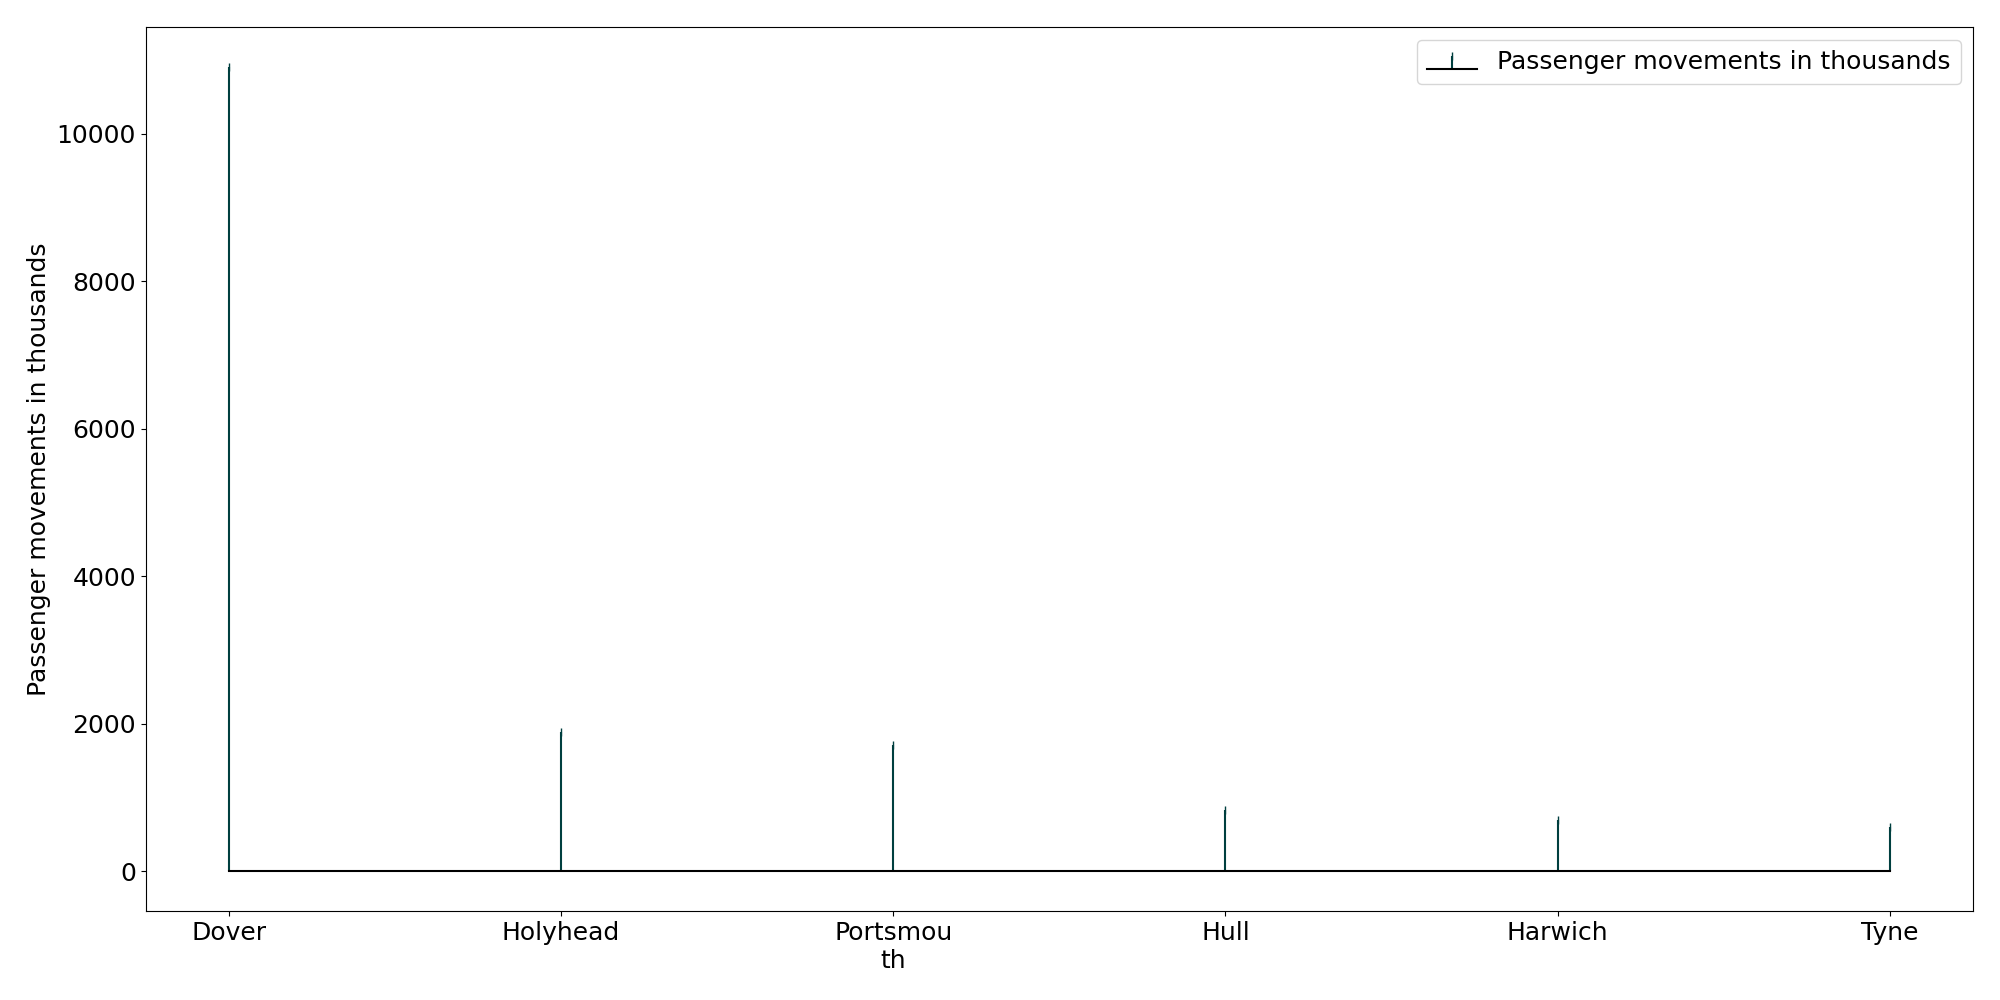 Passenger movements in thousands
10000
8000
6000
4000
2000
0
Passenger movements in thousands
Dover
Holyhead
Portsmou
th
Hull
Harwich
Tyne